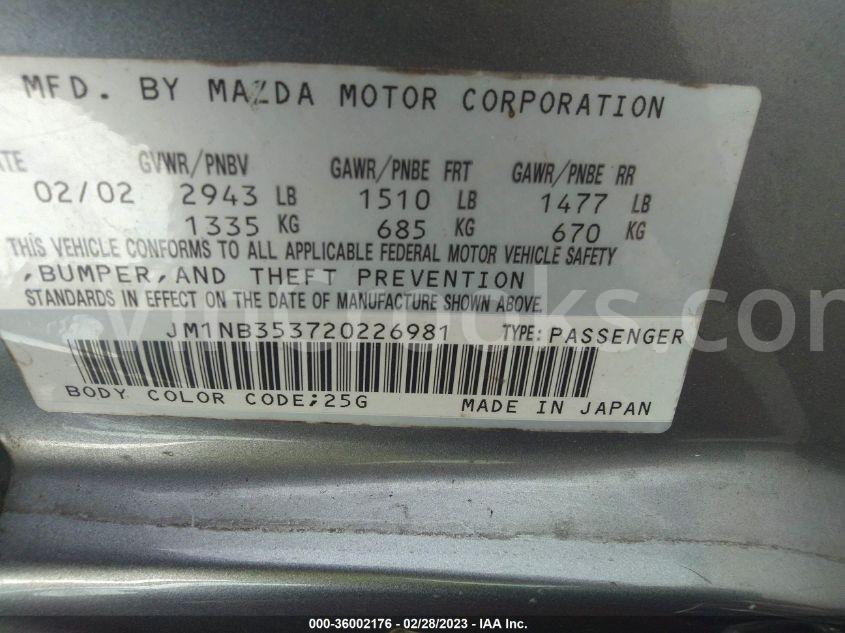 MFD. BY MAZDA MOTOR CORPORATION
ATE GVWR/PNBV GAWR/PNBE FRT GAWR/PNBE RR
02/02 2943 LB 1510 LB 1477 LB
1335 KG 685 KG 670 KG
THIS VEHICLE CONFORMS TO ALL APPLICABLE FEDERAL MOTOR VEHICLE SAFETY
,BUMPER,AND THEFT PREVENTION
STANDARDS IN EFFECT ON THE DATE OF MANUFACTURE SHOWN ABOVE.
JM1NB353720226981 TYPE:PASSENGER
BODY COLOR CODE;25G MADE IN JAPAN
000-36002176 - 02/28/2023 - © IAA Inc.